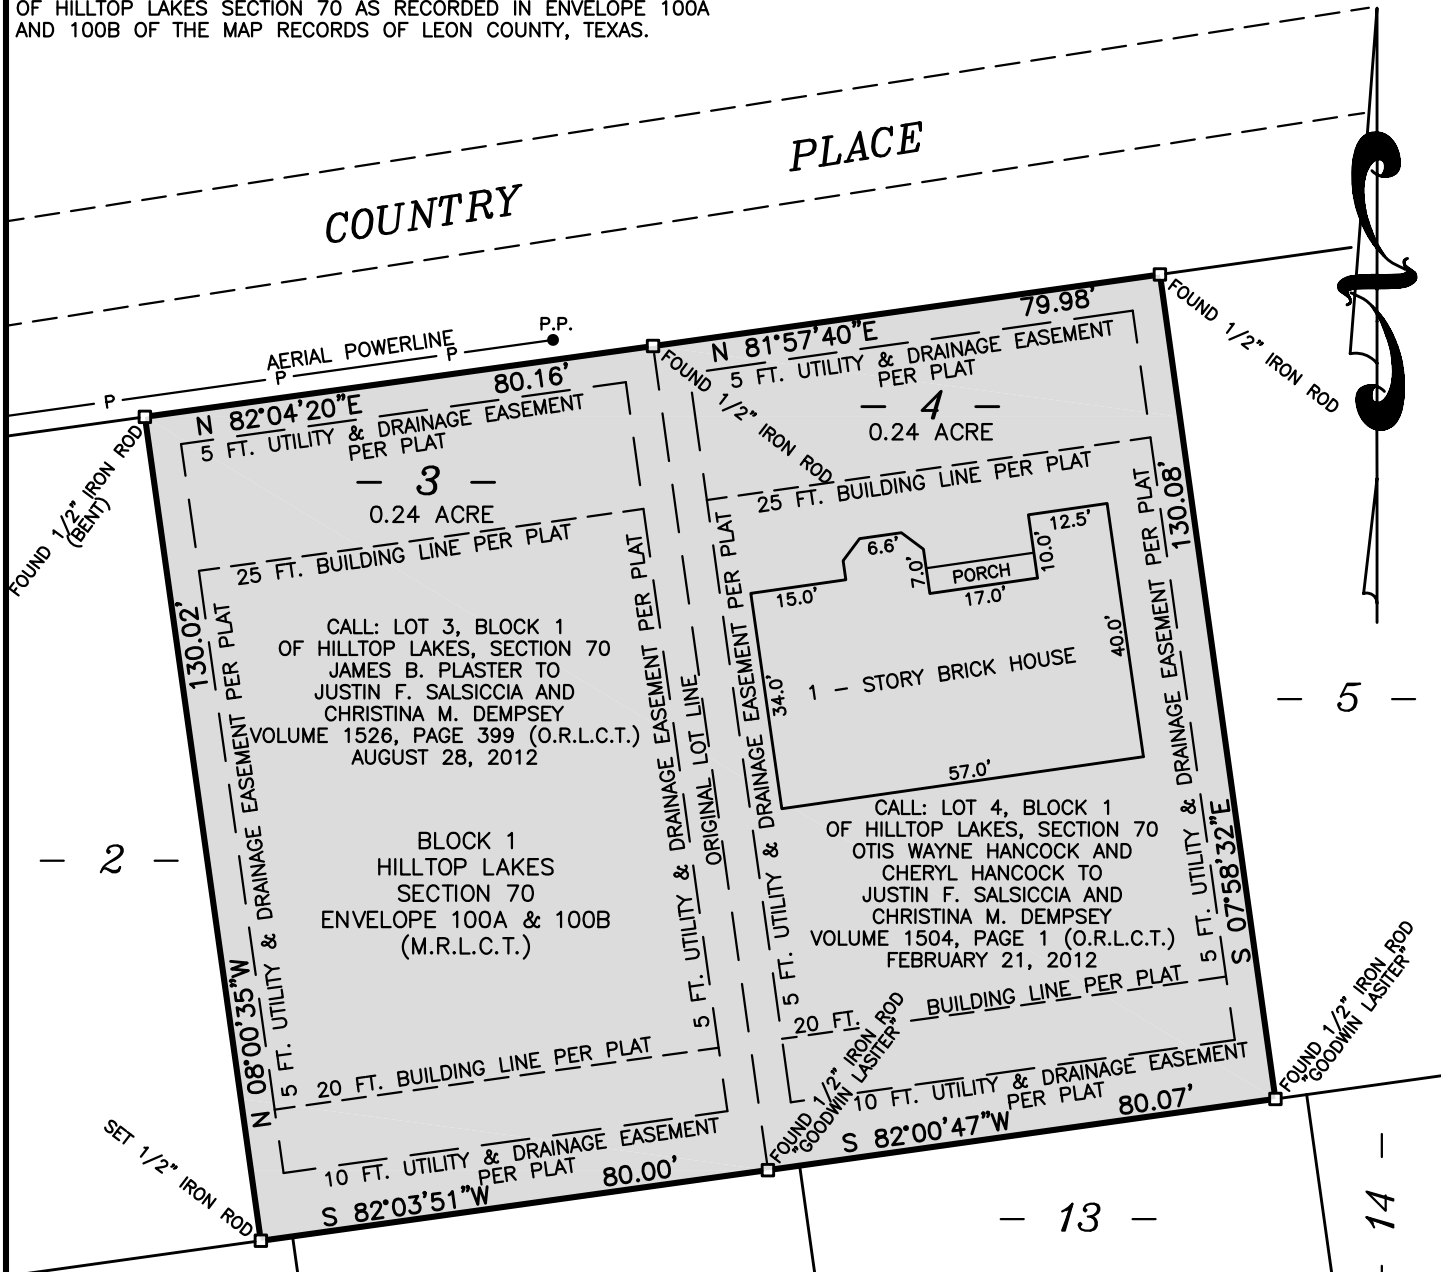 OF HILLTOP LAKES SECTION 70 AS RECORDED IN ENVELOPE 100A
AND 100B OF THE MAP RECORDS OF LEON COUNTY, TEXAS.
COUNTRY PLACE
AERIAL POWERLINE
P.P.
P
P
P
N 82°04'20"E
80.16'
5 FT. UTILITY & DRAINAGE EASEMENT
PER PLAT
- 3 -
0.24 ACRE
25 FT. BUILDING LINE PER PLAT
FOUND 1/2" IRON ROD
(BENT)
FOUND 1/2" IRON ROD
N 81°57'40"E
79.98'
5 FT. UTILITY & DRAINAGE EASEMENT
PER PLAT
- 4 -
0.24 ACRE
25 FT. BUILDING LINE PER PLAT
FOUND 1/2" IRON ROD
130.02'
N 08°00'35"W
5 FT. UTILITY & DRAINAGE EASEMENT PER PLAT
CALL: LOT 3, BLOCK 1
OF HILLTOP LAKES, SECTION 70
JAMES B. PLASTER TO
JUSTIN F. SALSICCIA AND
CHRISTINA M. DEMPSEY
VOLUME 1526, PAGE 399 (O.R.L.C.T.)
AUGUST 28, 2012
BLOCK 1
HILLTOP LAKES
SECTION 70
ENVELOPE 100A & 100B
(M.R.L.C.T.)
5 FT. UTILITY & DRAINAGE EASEMENT PER PLAT
ORIGINAL LOT LINE
5 FT. UTILITY & DRAINAGE EASEMENT PER PLAT
15.0'
6.6'
7.0'
PORCH
17.0'
10.0'
12.5'
40.0'
34.0'
1 - STORY BRICK HOUSE
57.0'
CALL: LOT 4, BLOCK 1
OF HILLTOP LAKES, SECTION 70
OTIS WAYNE HANCOCK AND
CHERYL HANCOCK TO
JUSTIN F. SALSICCIA AND
CHRISTINA M. DEMPSEY
VOLUME 1504, PAGE 1 (O.R.L.C.T.)
FEBRUARY 21, 2012
5 FT. UTILITY & DRAINAGE EASEMENT PER PLAT
130.08'
S 07°58'32"E
- 5 -
- 2 -
20 FT. BUILDING LINE PER PLAT
20 FT. BUILDING LINE PER PLAT
10 FT. UTILITY & DRAINAGE EASEMENT
PER PLAT
S 82°03'51"W
80.00'
10 FT. UTILITY & DRAINAGE EASEMENT
PER PLAT
S 82°00'47"W
80.07'
SET 1/2" IRON ROD
FOUND 1/2" IRON ROD
"GOODWIN LASITER"
FOUND 1/2" IRON ROD
"GOODWIN LASITER"
- 13 -
- 14 -